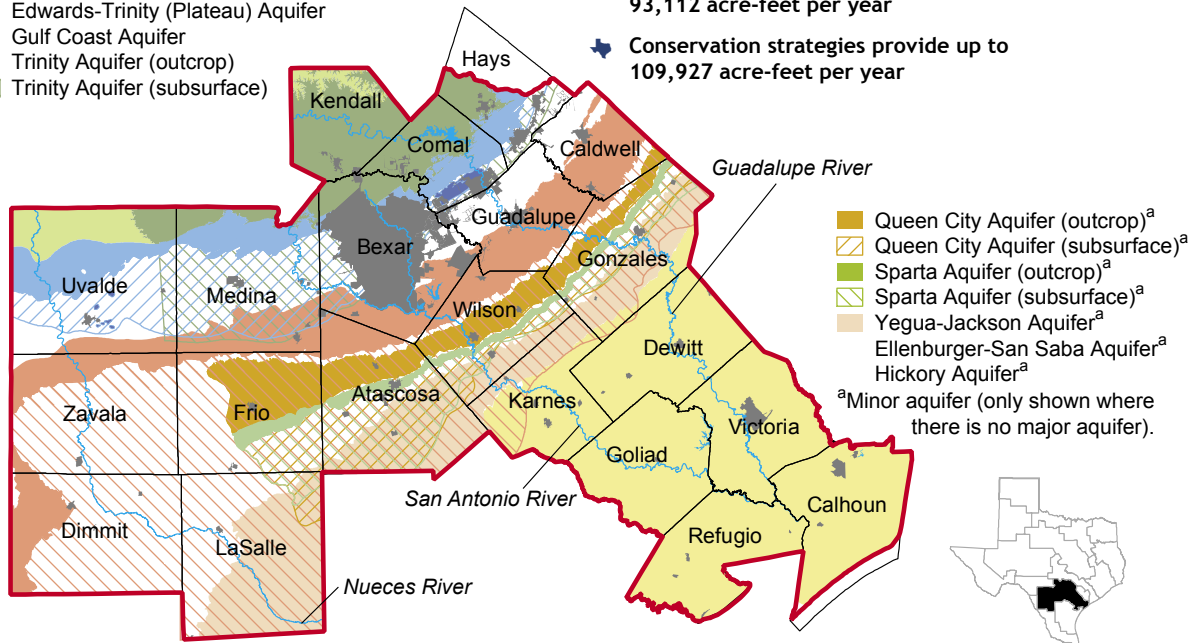 Edwards-Trinity (Plateau) Aquifer
Gulf Coast Aquifer
Trinity Aquifer (outcrop)
Trinity Aquifer (subsurface)
93,112 acre-feet per year
Conservation strategies provide up to
109,927 acre-feet per year
Hays
Kendall
Comal
Caldwell
Guadalupe River
Guadalupe
Bexar
Gonzales
Uvalde
Medina
Wilson
Dewitt
Zavala
Frio
Atascosa
Karnes
Victoria
Goliad
San Antonio River
Calhoun
Dimmit
LaSalle
Refugio
Nueces River
Queen City Aquifer (outcrop)a
Queen City Aquifer (subsurface)a
Sparta Aquifer (outcrop)a
Sparta Aquifer (subsurface)a
Yegua-Jackson Aquifera
Ellenburger-San Saba Aquifera
Hickory Aquifera
aMinor aquifer (only shown where
there is no major aquifer).